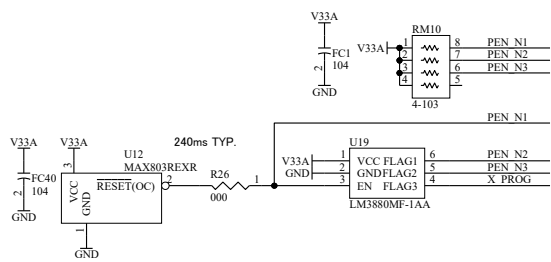 V33A
1
FC1
104
2
GND
RM10
V33A
1 8 PEN_N1
2 7 PEN_N2
3 6 PEN_N3
4 5
4-103
PEN_N1
V33A
FC40
104
2
GND
V33A
3
U12
MAX803REXR
VCC
GND
RESET(OC)
2
1
GND
240ms TYP.
R26
000
1
U19
V33A 1 VCC FLAG1 6 PEN_N2
GND 2 GND FLAG2 5 PEN_N3
3 EN FLAG3 4 X_PROG
LM3880MF-1AA